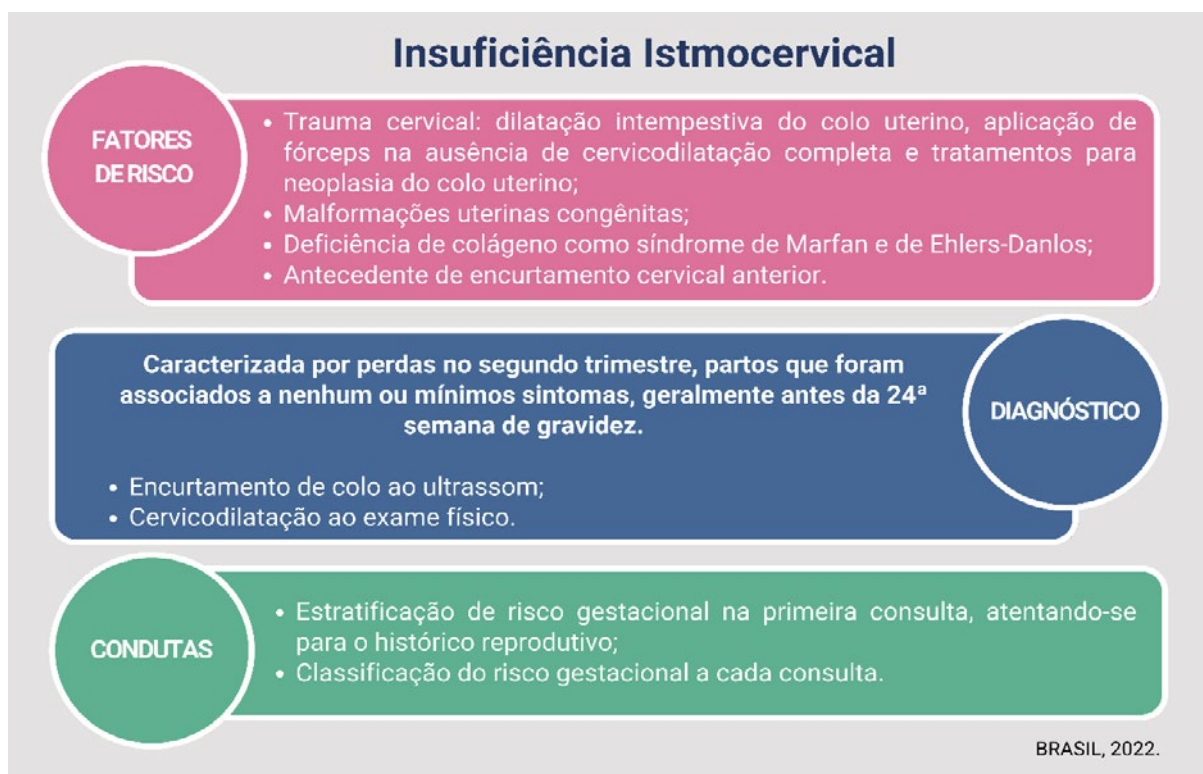 Insuficiência Istmocervical
FATORES
DE RISCO
• Trauma cervical: dilatação intempestiva do colo uterino, aplicação de
fórceps na ausência de cervicodilatação completa e tratamentos para
neoplasia do colo uterino;
• Malformações uterinas congênitas;
• Deficiência de colágeno como síndrome de Marfan e de Ehlers-Danlos;
• Antecedente de encurtamento cervical anterior.
Caracterizada por perdas no segundo trimestre, partos que foram
associados a nenhum ou mínimos sintomas, geralmente antes da 24ª
semana de gravidez.
• Encurtamento de colo ao ultrassom;
• Cervicodilatação ao exame físico.
DIAGNÓSTICO
CONDUTAS
• Estratificação de risco gestacional na primeira consulta, atentando-se
para o histórico reprodutivo;
• Classificação do risco gestacional a cada consulta.
BRASIL, 2022.